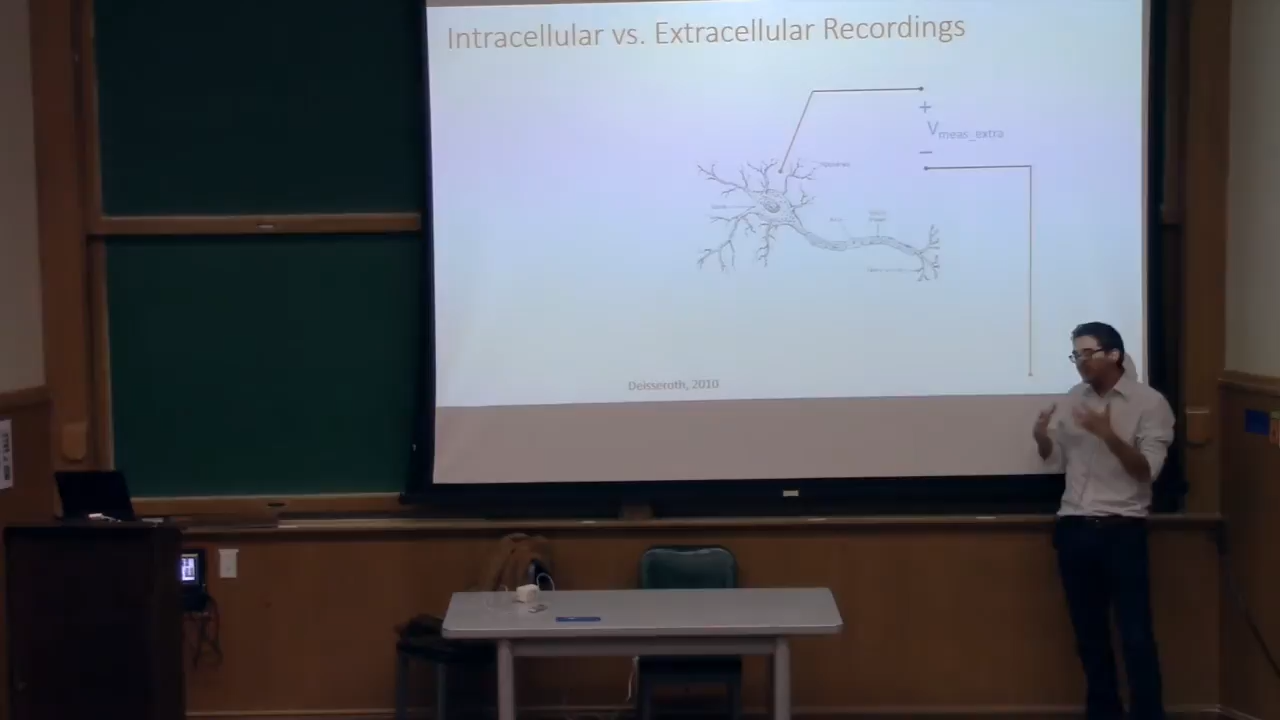 Intracellular vs. Extracellular Recordings
+
Vmeas_extra
−
Deisseroth, 2010